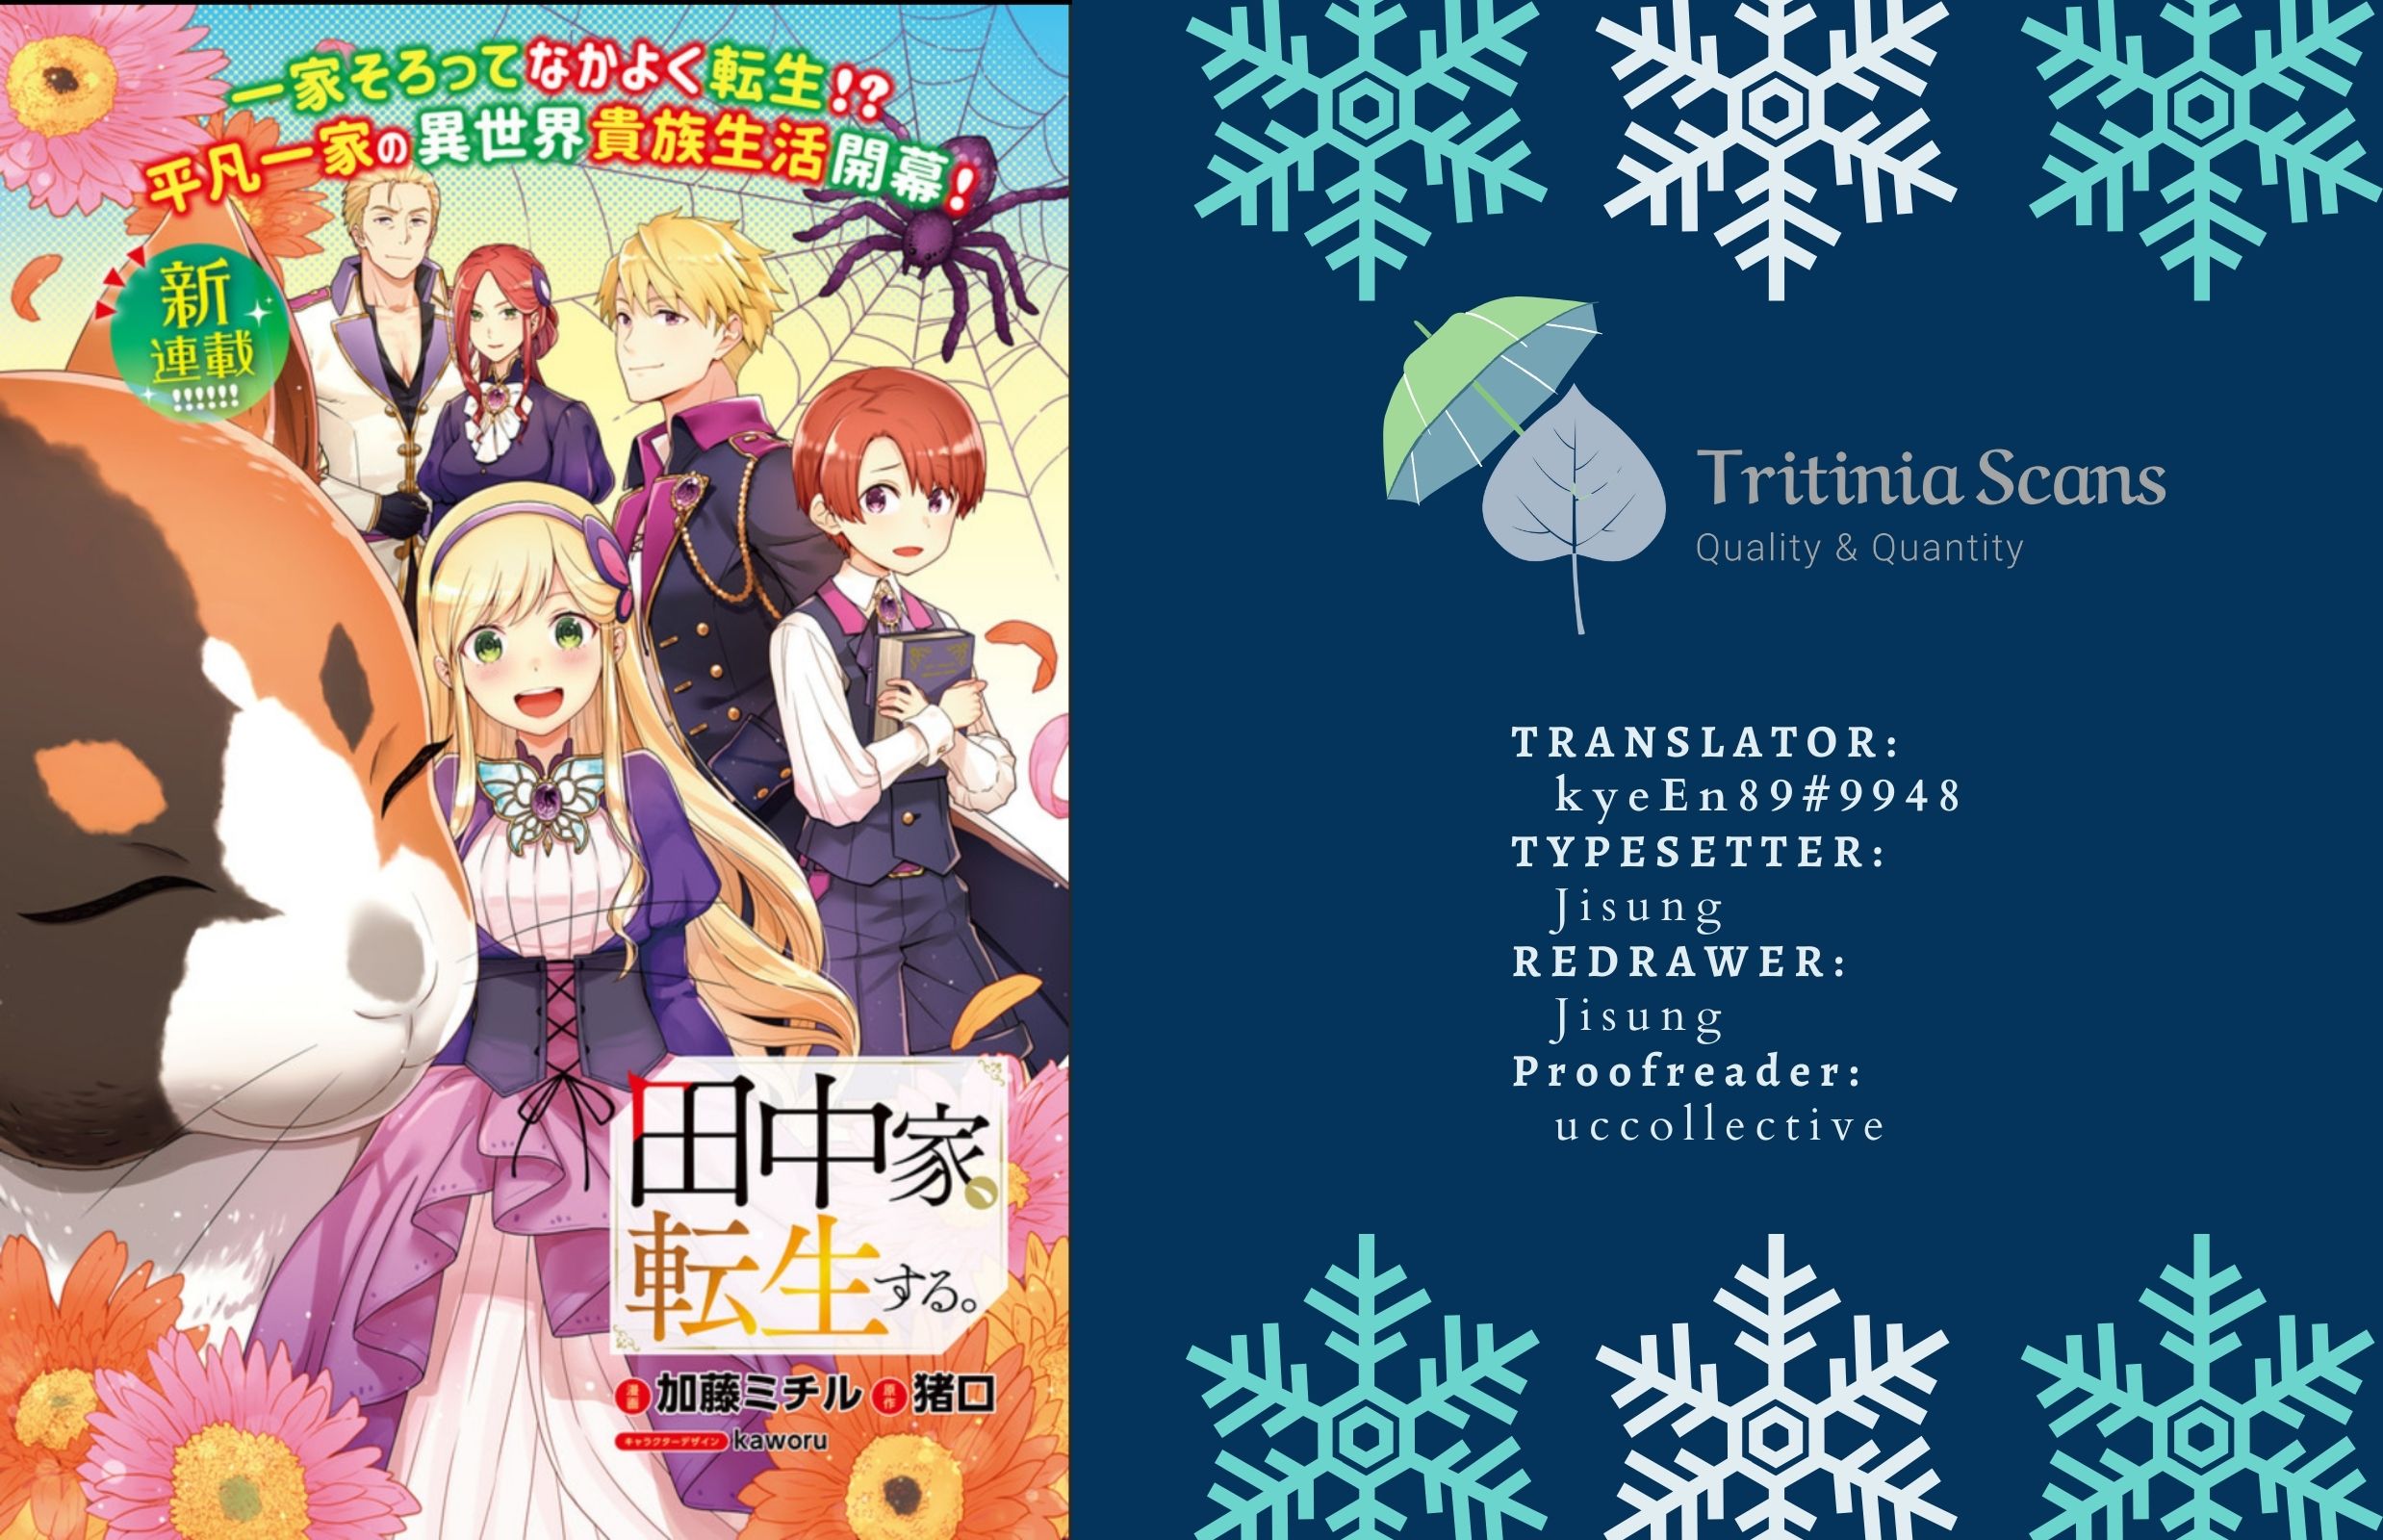 一家そろってなかよく転生!?
平凡一家の異世界貴族生活開幕!
新
連載
!!!!!!
田中家、
転生する。
漫画 加藤ミチル 原作 猪口
キャラクターデザイン kaworu
Tritinia Scans
Quality & Quantity
TRANSLATOR:
kyeEn89#9948
TYPESETTER:
Jisung
REDRAWER:
Jisung
Proofreader:
uccollective